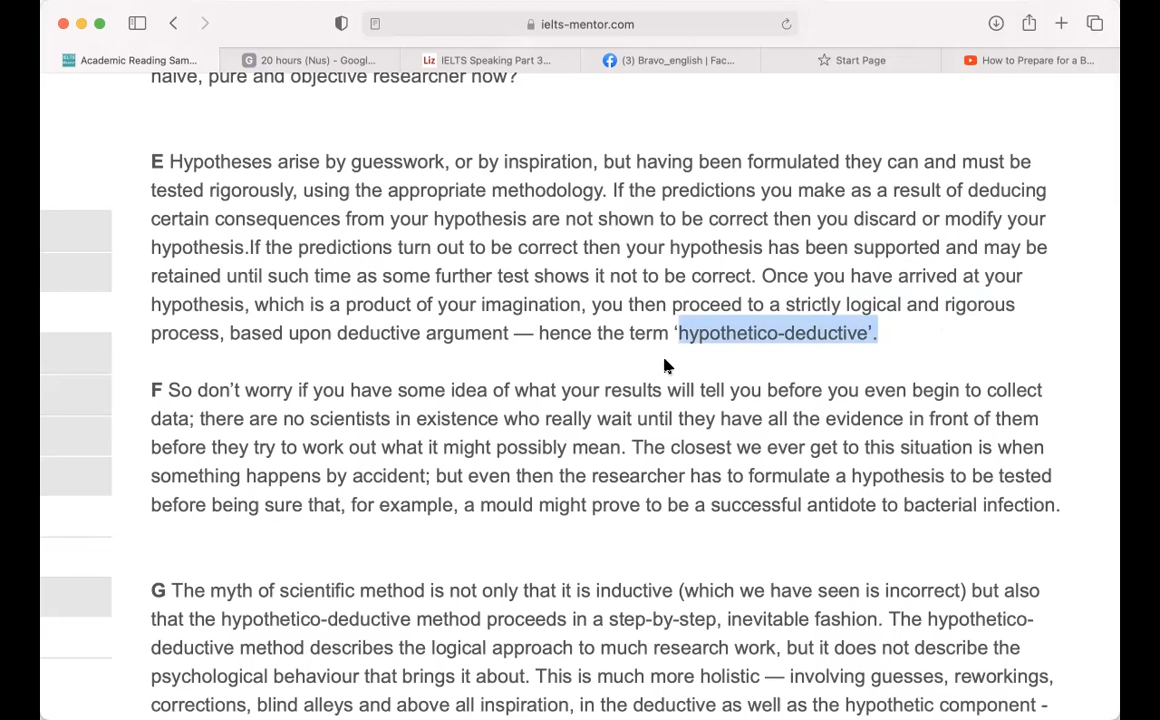 ielts-mentor.com
Academic Reading Sam...
G 20 hours (Nus) - Googl...
Liz IELTS Speaking Part 3...
(3) Bravo_english | Fac...
Start Page
How to Prepare for a B...
naive, pure and objective researcher now?
E Hypotheses arise by guesswork, or by inspiration, but having been formulated they can and must be
tested rigorously, using the appropriate methodology. If the predictions you make as a result of deducing
certain consequences from your hypothesis are not shown to be correct then you discard or modify your
hypothesis.If the predictions turn out to be correct then your hypothesis has been supported and may be
retained until such time as some further test shows it not to be correct. Once you have arrived at your
hypothesis, which is a product of your imagination, you then proceed to a strictly logical and rigorous
process, based upon deductive argument — hence the term ‘hypothetico-deductive’.
F So don’t worry if you have some idea of what your results will tell you before you even begin to collect
data; there are no scientists in existence who really wait until they have all the evidence in front of them
before they try to work out what it might possibly mean. The closest we ever get to this situation is when
something happens by accident; but even then the researcher has to formulate a hypothesis to be tested
before being sure that, for example, a mould might prove to be a successful antidote to bacterial infection.
G The myth of scientific method is not only that it is inductive (which we have seen is incorrect) but also
that the hypothetico-deductive method proceeds in a step-by-step, inevitable fashion. The hypothetico-
deductive method describes the logical approach to much research work, but it does not describe the
psychological behaviour that brings it about. This is much more holistic — involving guesses, reworkings,
corrections, blind alleys and above all inspiration, in the deductive as well as the hypothetic component -